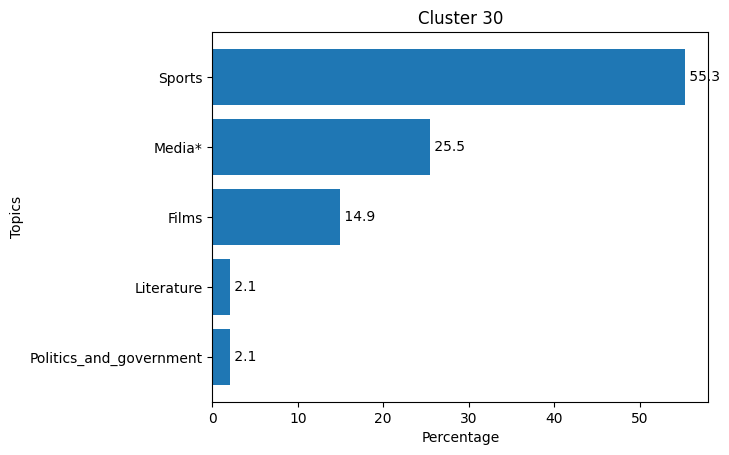 Cluster 30
Topics
Sports 55.3
Media* 25.5
Films 14.9
Literature 2.1
Politics_and_government 2.1
0 10 20 30 40 50
Percentage